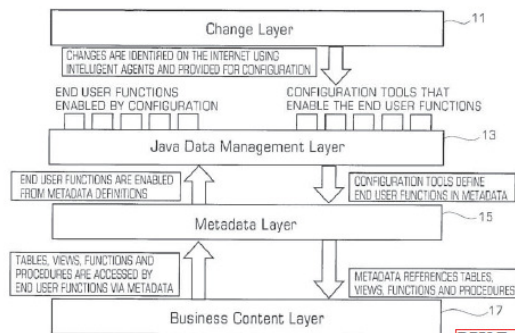 Change Layer
11
CHANGES ARE IDENTIRED ON THE INTERNET USING
INTELLIGENT AGENTS AND PROVIDED FOR CONFIGURATION
END USER FUNCTIONS
ENABLED BY CONFIGURATION
CONFIGURATION TOOLS THAT
ENABLE THE END USER FUNCTIONS
Java Data Management Layer
13
END USER FUNCTIONS ARE ENABLED
FROM METADATA DEFINITIONS
CONFIGURATION TOOLS DEFINE
END USER FUNCTIONS IN METADATA
Metadata Layer
15
TABLES, VIEWS, FUNCTIONS AND
PROCEDURES ARE ACCESSED BY
END USER FUNCTIONS VIA METADATA
METADATA REFERENCES TABLES,
VIEWS, FUNCTIONS AND PROCEDURES
Business Content Layer
17